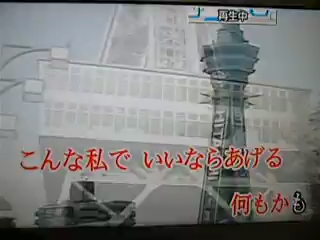 再生中
こんな私で いいならあげる
何もかも